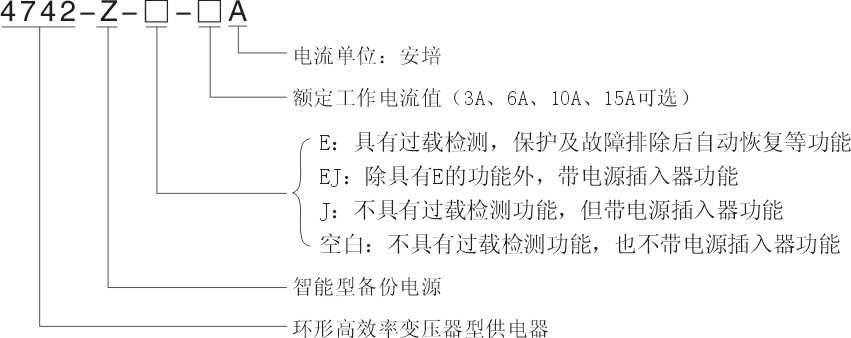 4742-Z-□-□A
电流单位：安培
额定工作电流值（3A、6A、10A、15A可选）
E：具有过载检测，保护及故障排除后自动恢复等功能
EJ：除具有E的功能外，带电源插入器功能
J：不具有过载检测功能，但带电源插入器功能
空白：不具有过载检测功能，也不带电源插入器功能
智能型备份电源
环形高效率变压器型供电器